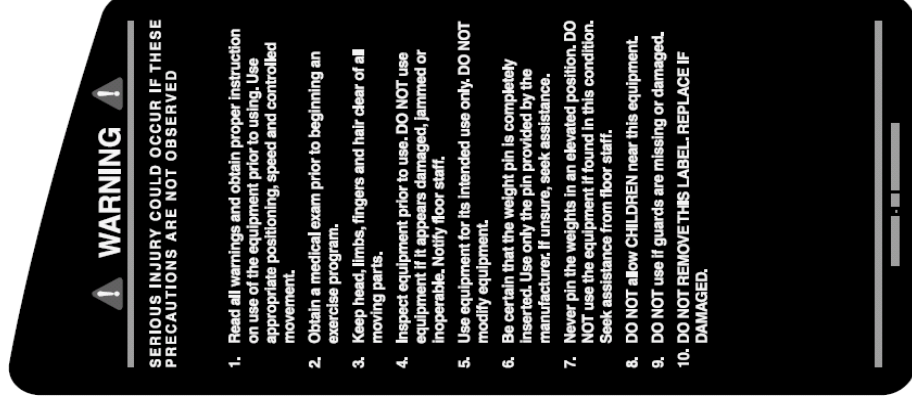 WARNING
SERIOUS INJURY COULD OCCUR IF THESE
PRECAUTIONS ARE NOT OBSERVED
1. Read all warnings and obtain proper instruction
on use of the equipment prior to using. Use
appropriate positioning, speed and controlled
movement.
2. Obtain a medical exam prior to beginning an
exercise program.
3. Keep head, limbs, fingers and hair clear of all
moving parts.
4. Inspect equipment prior to use. DO NOT use
equipment if it appears damaged, jammed or
inoperable. Notify floor staff.
5. Use equipment for its intended use only. DO NOT
modify equipment.
6. Be certain that the weight pin is completely
inserted. Use only the pin provided by the
manufacturer. If unsure, seek assistance.
7. Never pin the weights in an elevated position. DO
NOT use the equipment if found in this condition.
Seek assistance from floor staff.
8. DO NOT allow CHILDREN near this equipment.
9. DO NOT use if guards are missing or damaged.
10. DO NOT REMOVE THIS LABEL. REPLACE IF
DAMAGED.